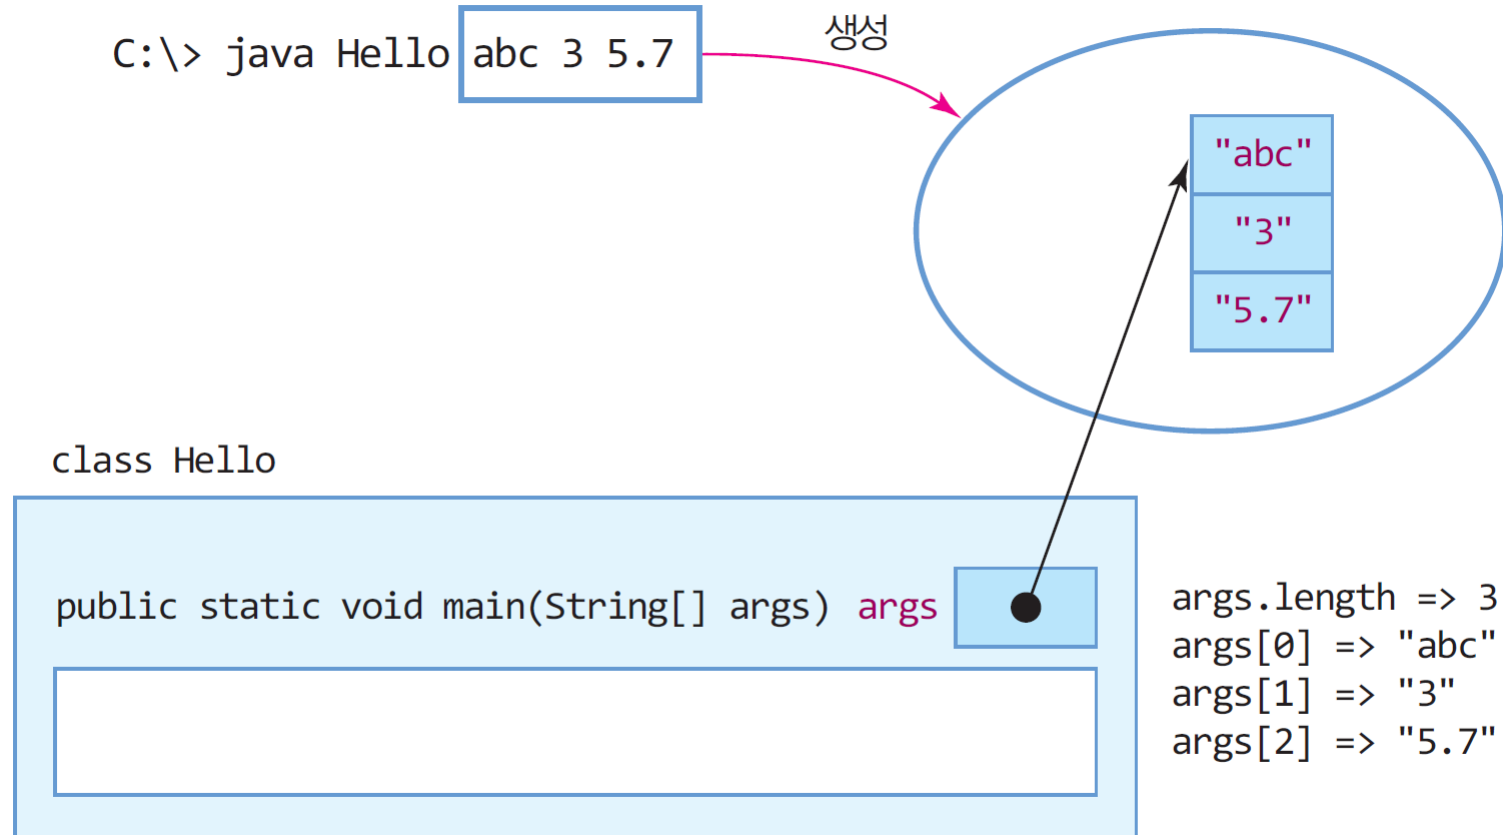 C:\> java Hello abc 3 5.7
생성
"abc"
"3"
"5.7"
class Hello
public static void main(String[] args) args
args.length => 3
args[0] => "abc"
args[1] => "3"
args[2] => "5.7"